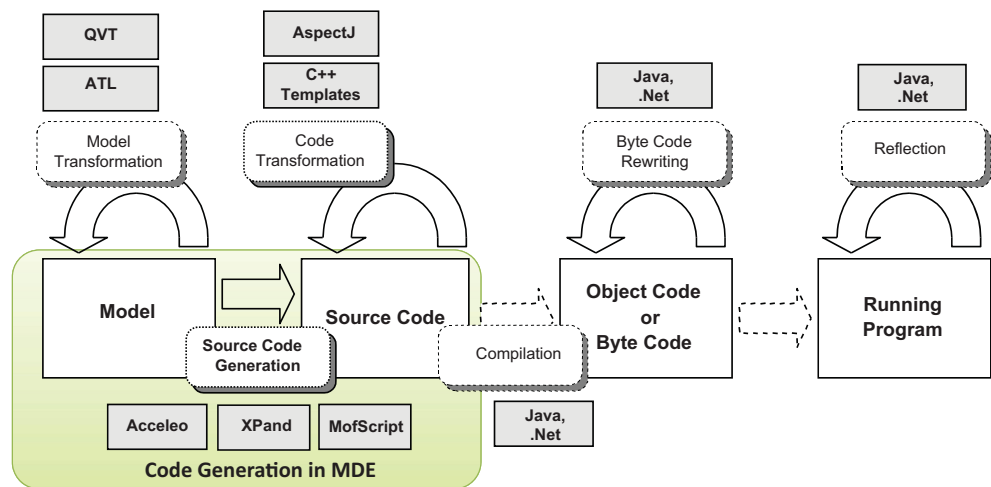 QVT
ATL
Model
Transformation
AspectJ
C++
Templates
Code
Transformation
Java,
.Net
Byte Code
Rewriting
Java,
.Net
Reflection
Model
Source Code
Object Code
or
Byte Code
Running
Program
Source Code
Generation
Compilation
Acceleo
XPand
MofScript
Java,
.Net
Code Generation in MDE